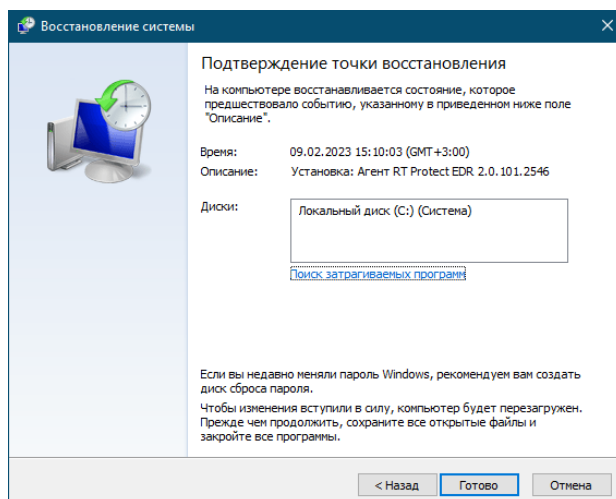 Восстановление системы
Подтверждение точки восстановления
На компьютере восстанавливается состояние, которое
предшествовало событию, указанному в приведенном ниже поле
"Описание".
Время: 09.02.2023 15:10:03 (GMT+3:00)
Описание: Установка: Агент RT Protect EDR 2.0.101.2546
Диски: Локальный диск (C:) (Система)
Поиск затрагиваемых программ
Если вы недавно меняли пароль Windows, рекомендуем вам создать
диск сброса пароля.
Чтобы изменения вступили в силу, компьютер будет перезагружен.
Прежде чем продолжить, сохраните все открытые файлы и
закройте все программы.
< Назад Готово Отмена